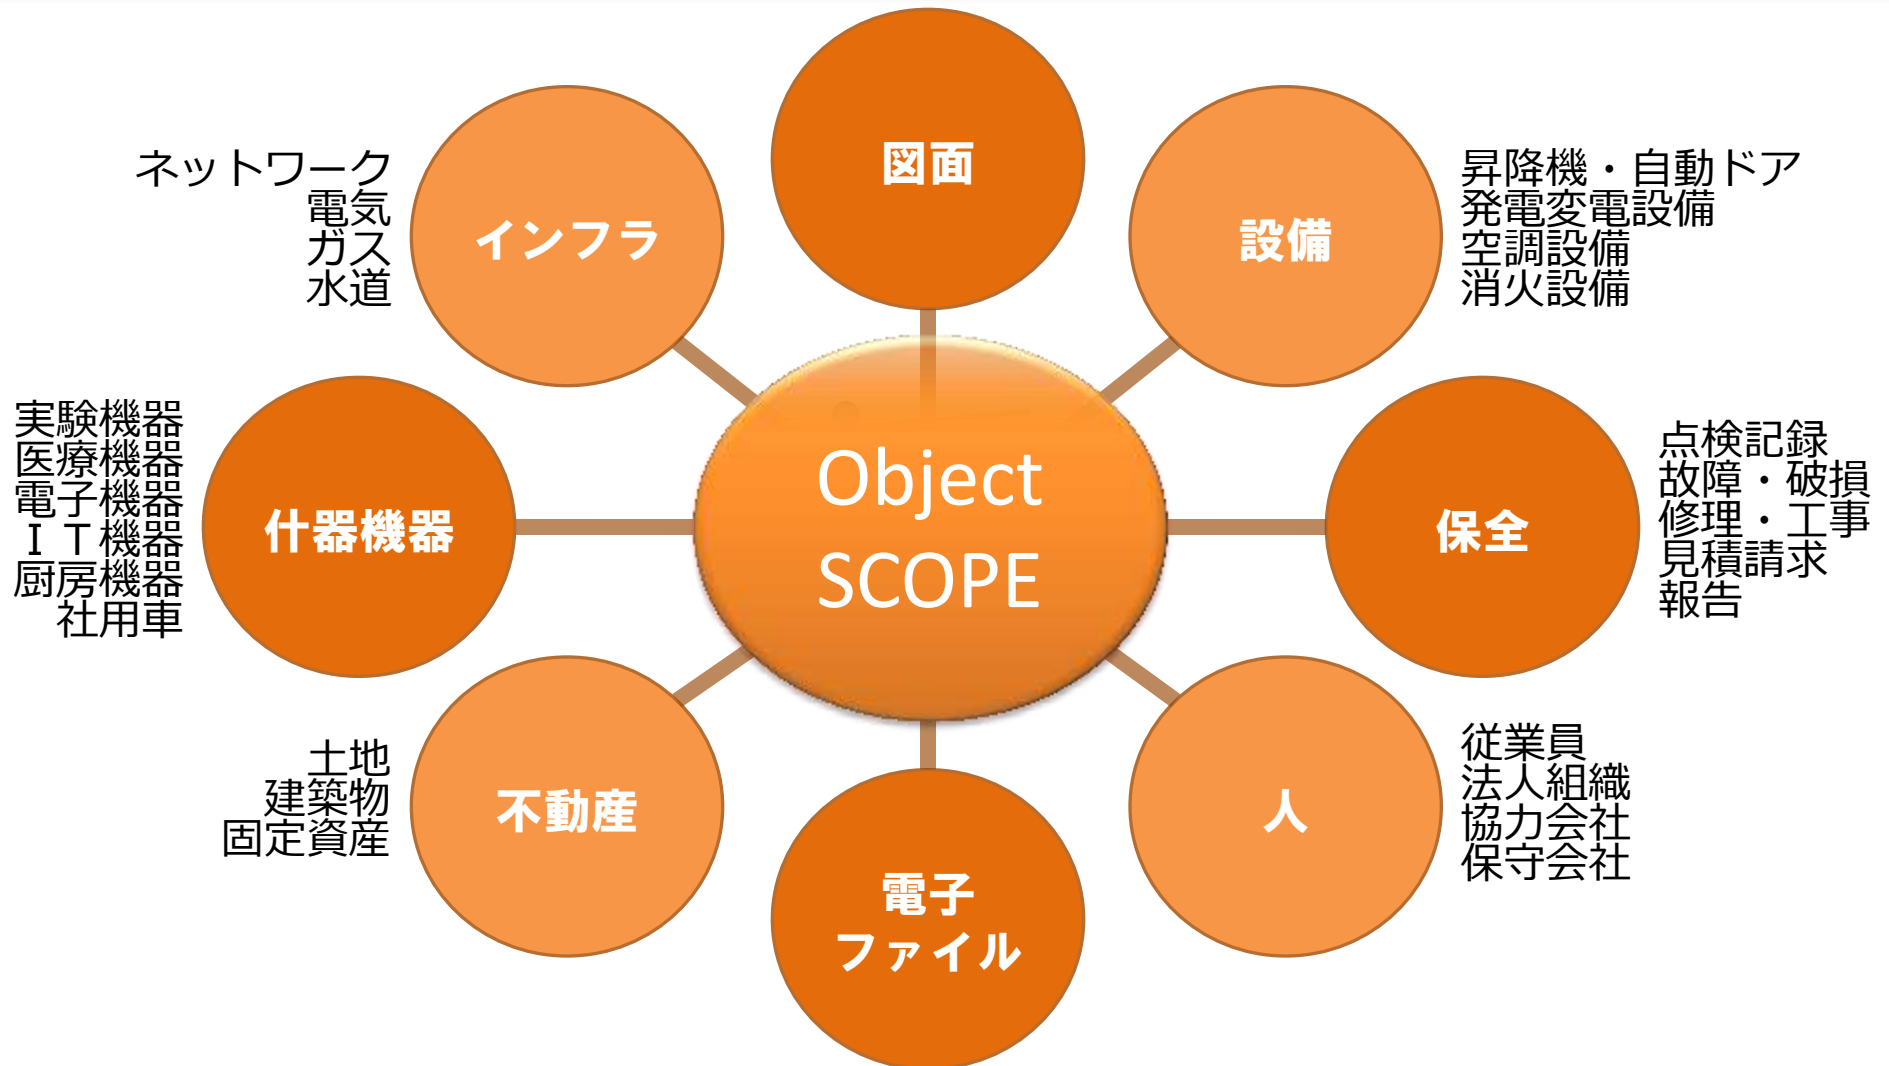 図面
インフラ
ネットワーク
電気
ガス
水道
設備
昇降機・自動ドア
発電変電設備
空調設備
消火設備
什器機器
実験機器
医療機器
電子機器
ＩＴ機器
厨房機器
社用車
Object
SCOPE
保全
点検記録
故障・破損
修理・工事
見積請求
報告
不動産
土地
建築物
固定資産
人
従業員
法人組織
協力会社
保守会社
電子
ファイル